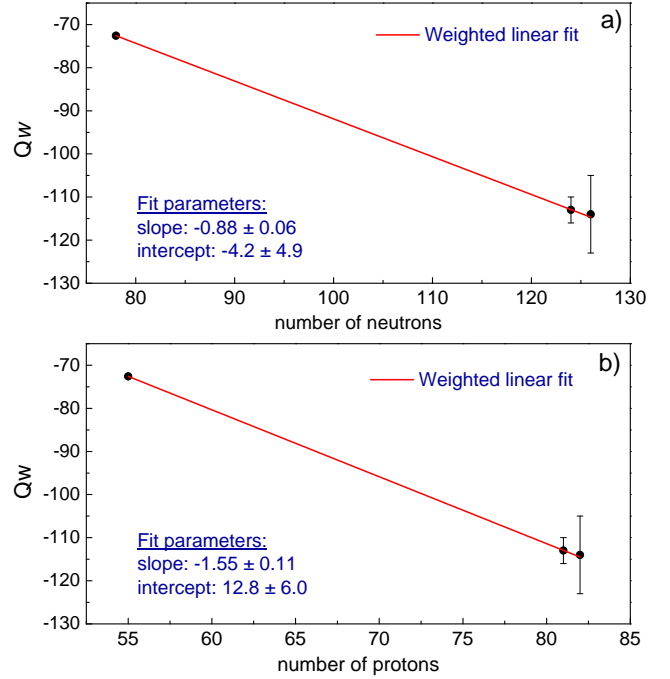 a)
Weighted linear fit
-70
-80
-90
-100
-110
-120
-130
Qw
Fit parameters:
slope: -0.88 ± 0.06
intercept: -4.2 ± 4.9
80 90 100 110 120 130
number of neutrons
b)
Weighted linear fit
-70
-80
-90
-100
-110
-120
-130
Qw
Fit parameters:
slope: -1.55 ± 0.11
intercept: 12.8 ± 6.0
55 60 65 70 75 80 85
number of protons